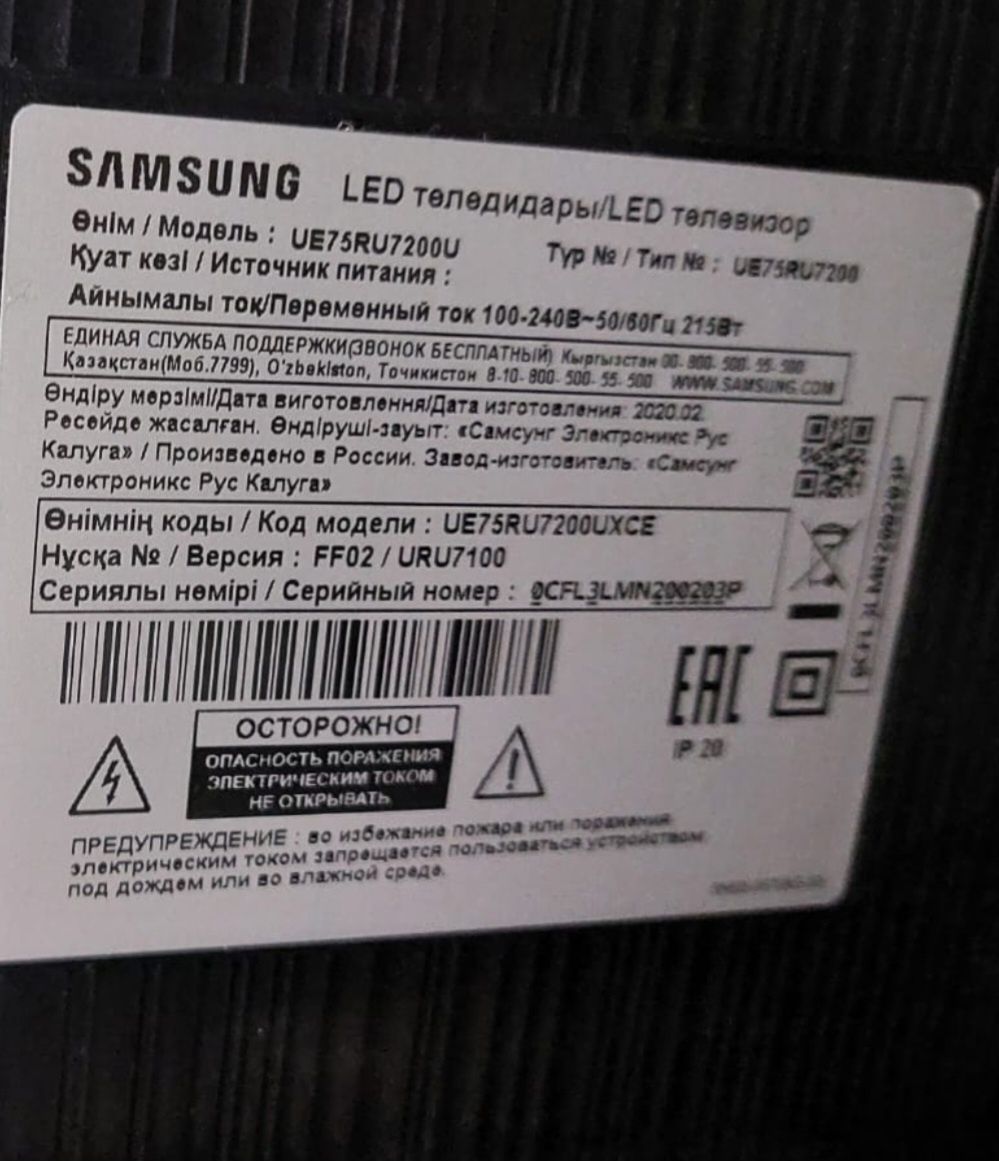 SAMSUNG LED теледидары/LED телевизор
Өнім / Модель : UE75RU7200U Түр № / Тип № : UE75RU7200
Қуат көзі / Источник питания :
Айнымалы ток/Переменный ток 100-240В~50/60Гц 215Вт
ЕДИНАЯ СЛУЖБА ПОДДЕРЖКИ(ЗВОНОК БЕСПЛАТНЫЙ) Кыргызстан 00-800-500-55-500
Қазақстан(Моб.7799), O'zbekiston, Точикистон 8-10-800-500-55-500 WWW.SAMSUNG.COM
Өндіру мерзімі/Дата виготовлення/Дата изготовления: 2020.02.
Ресейде жасалған. Өндіруші-зауыт: «Самсунг Электроникс Рус
Калуга» / Произведено в России. Завод-изготовитель: «Самсунг
Электроникс Рус Калуга»
Өнімнің коды / Код модели : UE75RU7200UXCE
Нұсқа № / Версия : FF02 / URU7100
Сериялы нөмірі / Серийный номер : 0CFL3LMN200203P
0CFL3LMN200203P
EAC
IP 20
ОСТОРОЖНО!
ОПАСНОСТЬ ПОРАЖЕНИЯ
ЭЛЕКТРИЧЕСКИМ ТОКОМ
НЕ ОТКРЫВАТЬ
ПРЕДУПРЕЖДЕНИЕ : во избежание пожара или поражения
электрическим током запрещается пользоваться устройством
под дождем или во влажной среде.